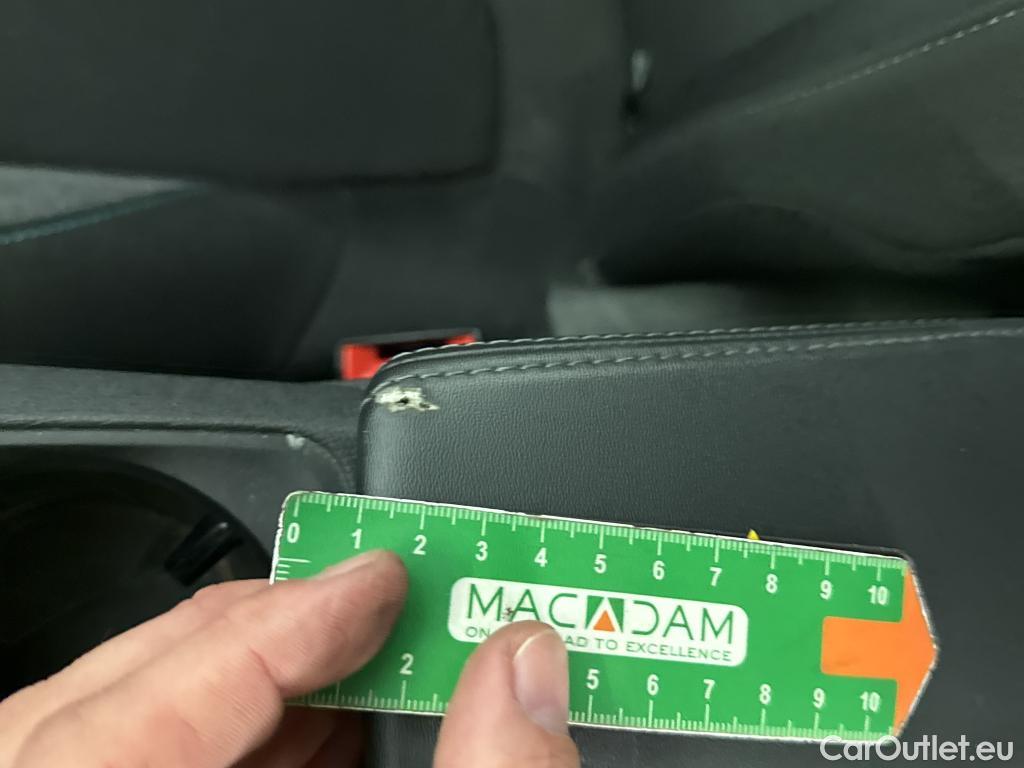 0 1 2 3 4 5 6 7 8 9 10
MACADAM
ON AD TO EXCELLENCE
2 5 6 7 8 9 10
CarOutlet.eu